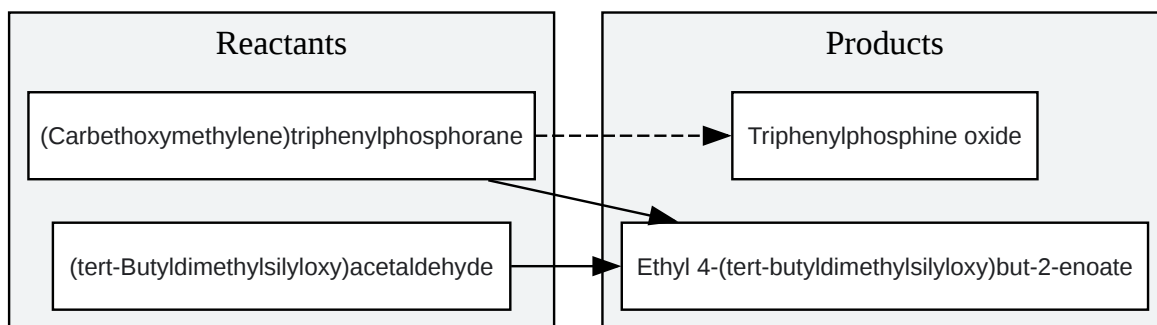 Reactants
Products
(Carbethoxymethylene)triphenylphosphorane
Triphenylphosphine oxide
(tert-Butyldimethylsilyloxy)acetaldehyde
Ethyl 4-(tert-butyldimethylsilyloxy)but-2-enoate